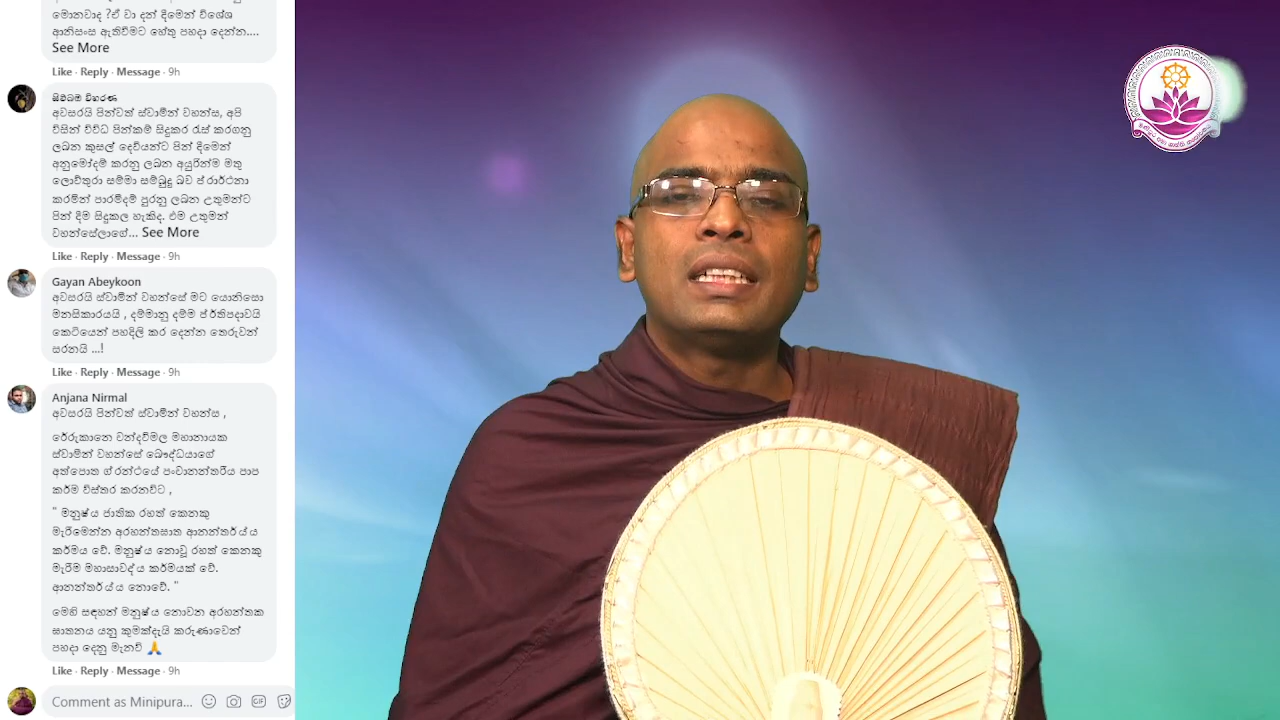 මොනවාද ?ඒ වා දන් දීමෙන් විශේශ
ආනිසංස ඇතිවීමට හේතු පහදා දෙන්න....
See More
Like · Reply · Message · 9h
අවසරයි පින්වත් ස්වාමීන් වහන්ස, අපි
විසින් විවිධ පින්කම් සිදුකර රැස් කරගනු
ලබන කුසල් දෙවියන්ට පින් දීමෙන්
අනුමෝදම් කරනු ලබන අයුරින්ම මතු
ලොව්තුරා සම්මා සම්බුදු බව ප්‍රාර්ථනා
කරමින් පාරමිදම් පුරනු ලබන උතුමන්ට
පින් දීම සිදුකල හැකිද. එම උතුමන්
වහන්සේලාගේ... See More
Like · Reply · Message · 9h
Gayan Abeykoon
අවසරයි ස්වාමීන් වහන්සේ මට යොනිසො
මනසිකාරයයි , දම්මානු දම්ම ප්‍රතිපදාවයි
කෙටියෙන් පහදිලි කර දෙන්න තෙරුවන්
සරනයි ...!
Like · Reply · Message · 9h
Anjana Nirmal
අවසරයි පින්වත් ස්වාමීන් වහන්ස ,
රේරුකානෙ චන්දවිමල මහානායක
ස්වාමීන් වහන්සේ බෞද්ධයාගේ
අත්පොත ග්‍රන්ථයේ පංචානන්තරීය පාප
කර්ම විස්තර කරනවිට ,
" මනුෂ්‍ය ජාතික රහත් කෙනකු
මැරීමෙන්න අරහන්තඝාත ආනන්තර්ය්‍ය
කර්මය වේ. මනුෂ්‍ය නොවූ රහත් කෙනකු
මැරීම මහාසාවද්‍ය කර්මයක් වේ.
ආනන්තර්ය්‍ය නොවේ. "
මෙහි සඳහන් මනුෂ්‍ය නොවන අරහන්තක
ඝාතනය යනු කුමක්දැයි කරුණාවෙන්
පහදා දෙනු මැනවි 🙏
Like · Reply · Message · 9h
Comment as Minipura...
GIF